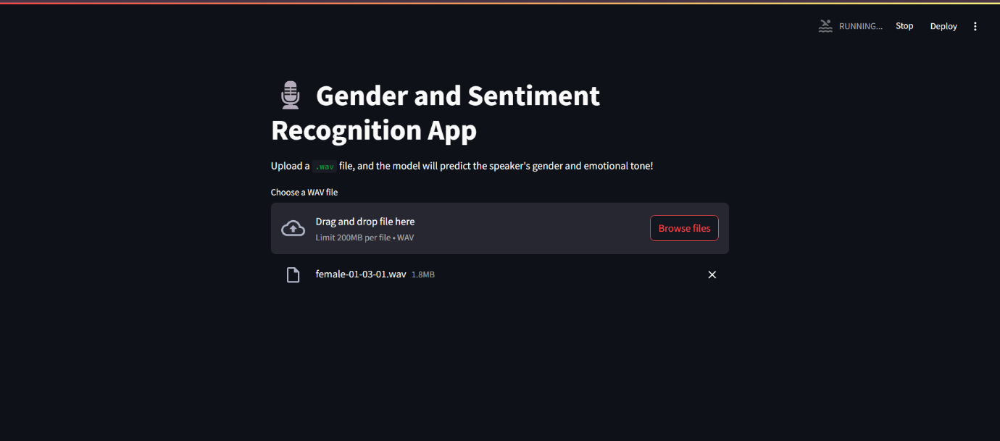 RUNNING... Stop Deploy
Gender and Sentiment
Recognition App
Upload a .wav file, and the model will predict the speaker's gender and emotional tone!
Choose a WAV file
Drag and drop file here
Limit 200MB per file • WAV
Browse files
female-01-03-01.wav 1.8MB